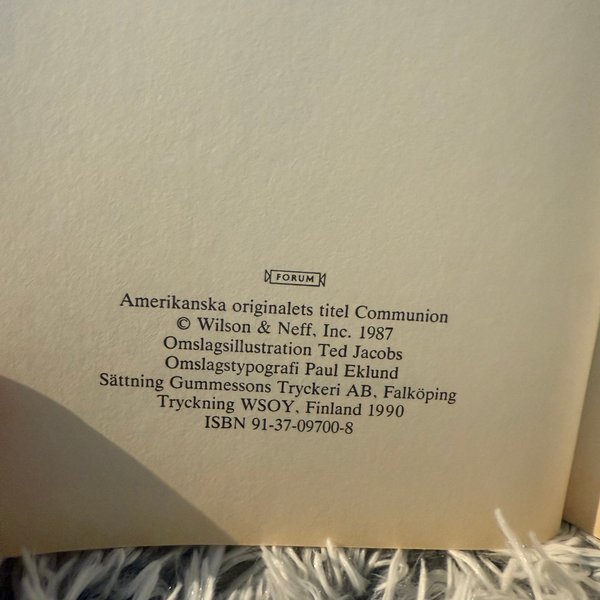 FORUM
Amerikanska originalets titel Communion
© Wilson & Neff, Inc. 1987
Omslagsillustration Ted Jacobs
Omslagstypografi Paul Eklund
Sättning Gummessons Tryckeri AB, Falköping
Tryckning WSOY, Finland 1990
ISBN 91-37-09700-8